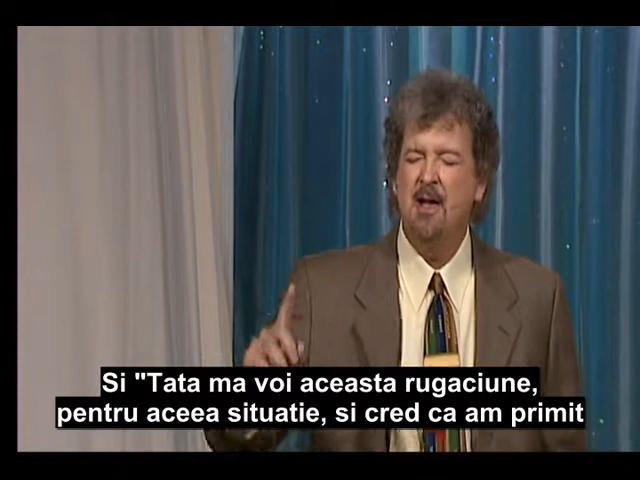 Si "Tata ma voi aceasta rugaciune,
pentru aceea situatie, si cred ca am primit